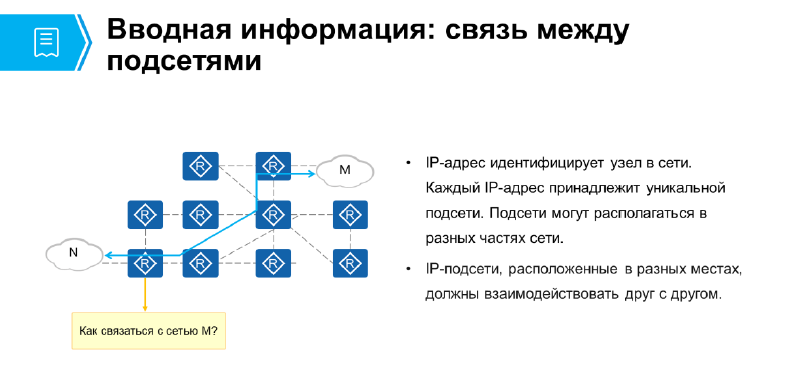 Вводная информация: связь между
подсетями
R
R
M
R
R
R
R
N
R
R
R
R
Как связаться с сетью M?
• IP-адрес идентифицирует узел в сети.
Каждый IP-адрес принадлежит уникальной
подсети. Подсети могут располагаться в
разных частях сети.
• IP-подсети, расположенные в разных местах,
должны взаимодействовать друг с другом.